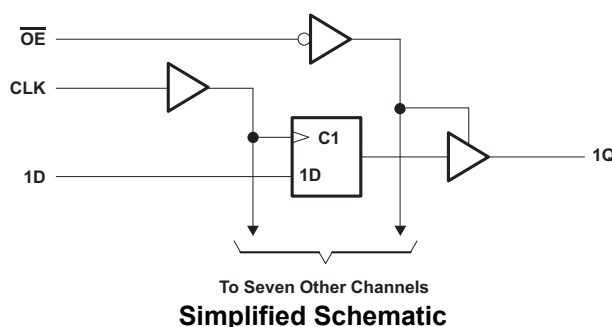 OE
CLK
C1
1D
1D
1Q
To Seven Other Channels
Simplified Schematic